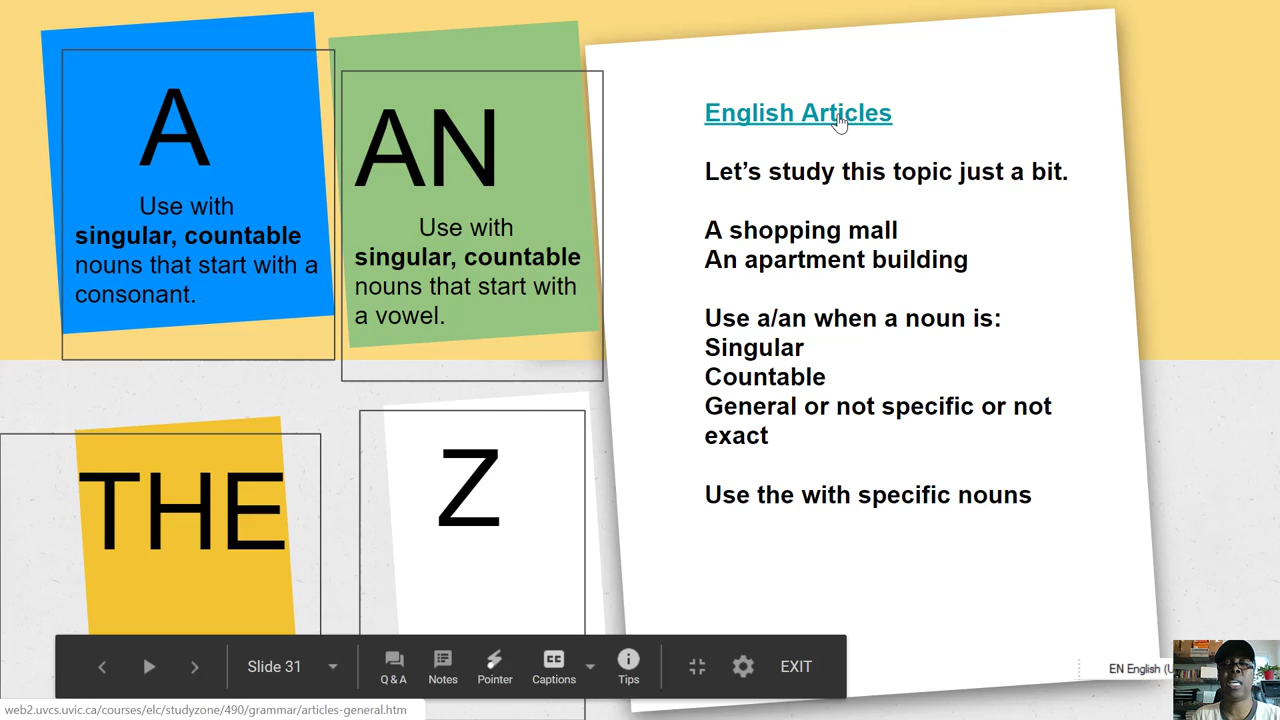 A
Use with
singular, countable
nouns that start with a
consonant.
AN
Use with
singular, countable
nouns that start with
a vowel.
English Articles
Let’s study this topic just a bit.
A shopping mall
An apartment building
Use a/an when a noun is:
Singular
Countable
General or not specific or not
exact
Use the with specific nouns
THE
Z
Slide 31
Q & A
Notes
Pointer
Captions
Tips
EXIT
EN English
web2.uvcs.uvic.ca/courses/elc/studyzone/490/grammar/articles-general.htm